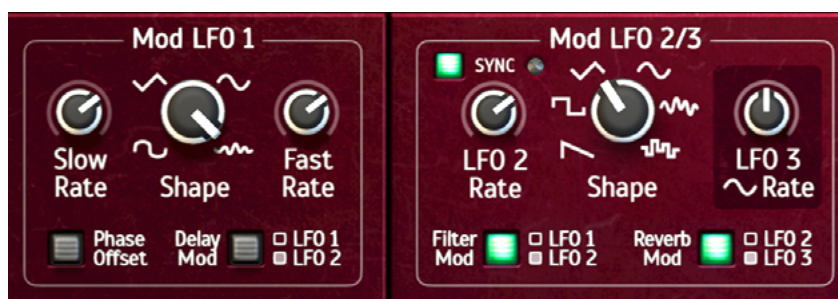 Mod LFO 1
Slow
Rate
Shape
Fast
Rate
Phase
Offset
Delay
Mod
LFO 1
LFO 2
Mod LFO 2/3
SYNC
LFO 2
Rate
Shape
LFO 3
Rate
Filter
Mod
LFO 1
LFO 2
Reverb
Mod
LFO 2
LFO 3